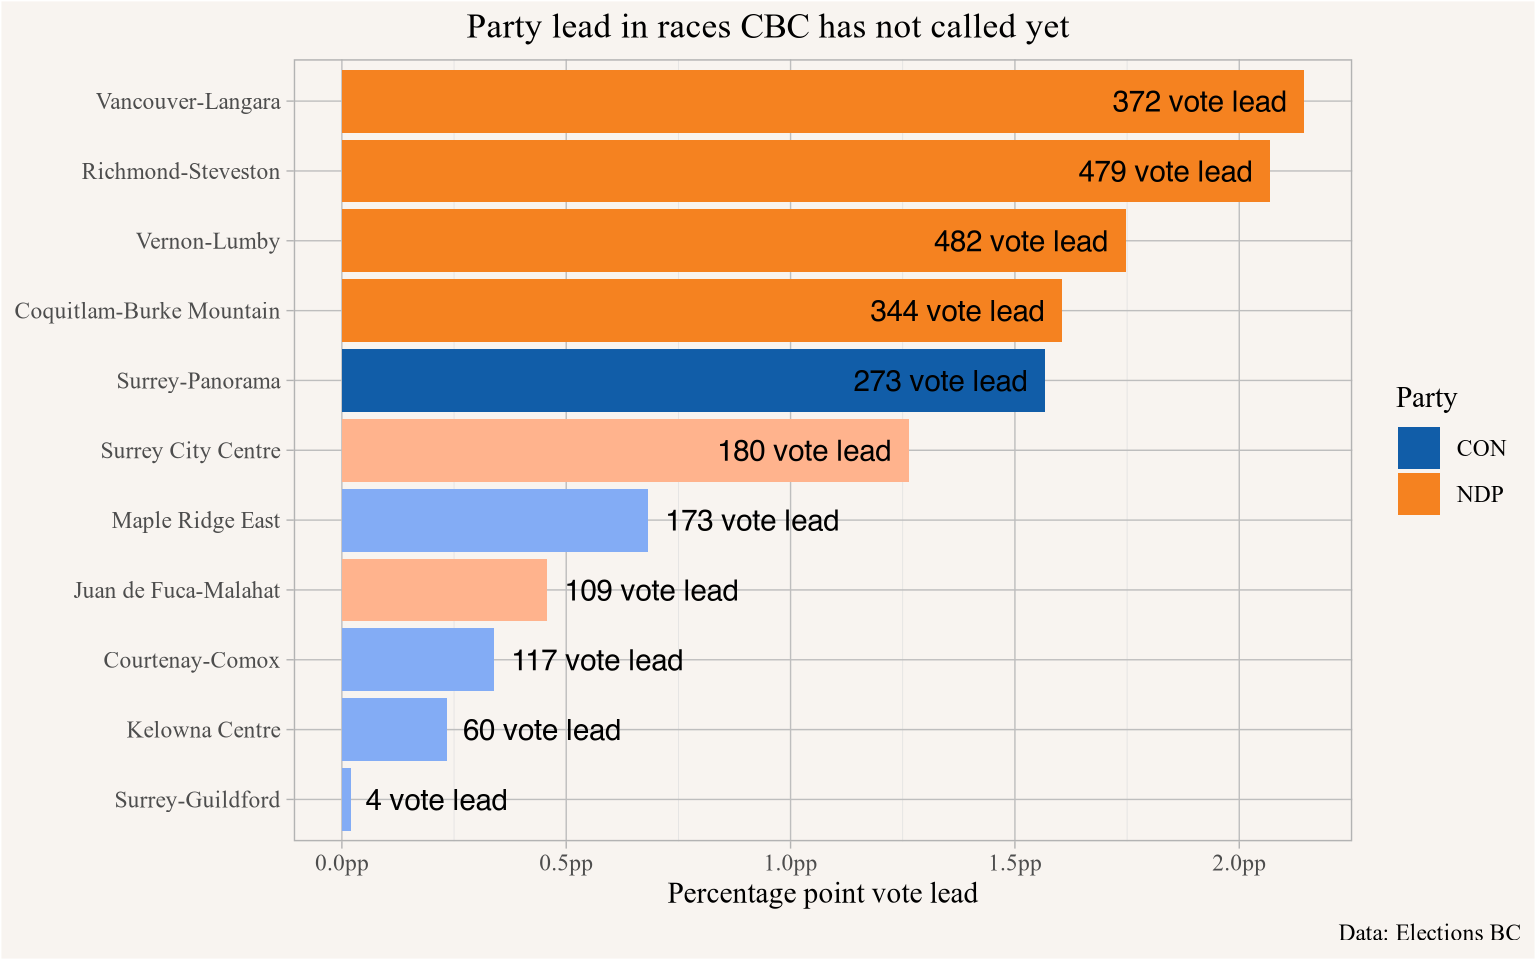 Party lead in races CBC has not called yet
Vancouver-Langara 372 vote lead
Richmond-Steveston 479 vote lead
Vernon-Lumby 482 vote lead
Coquitlam-Burke Mountain 344 vote lead
Surrey-Panorama 273 vote lead
Surrey City Centre 180 vote lead
Maple Ridge East 173 vote lead
Juan de Fuca-Malahat 109 vote lead
Courtenay-Comox 117 vote lead
Kelowna Centre 60 vote lead
Surrey-Guildford 4 vote lead
0.0pp 0.5pp 1.0pp 1.5pp 2.0pp
Percentage point vote lead
Party
CON
NDP
Data: Elections BC